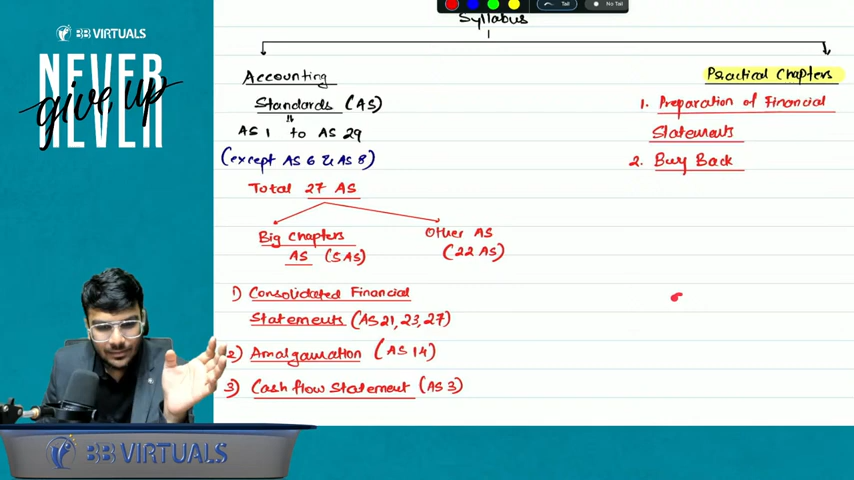 Tail
No Tail
BB VIRTUALS
NEVER
give up
NEVER
Syllabus
Accounting
Standards (AS)
AS 1 to AS 29
(except AS 6 & AS 8)
Total 27 AS
Big Chapters
AS (5 AS)
Other AS
(22 AS)
1) Consolidated Financial
Statements (AS 21, 23, 27)
2) Amalgamation (AS 14)
3) Cash flow Statement (AS 3)
Practical Chapters
1. Preparation of Financial
Statements
2. Buy Back
BB VIRTUALS